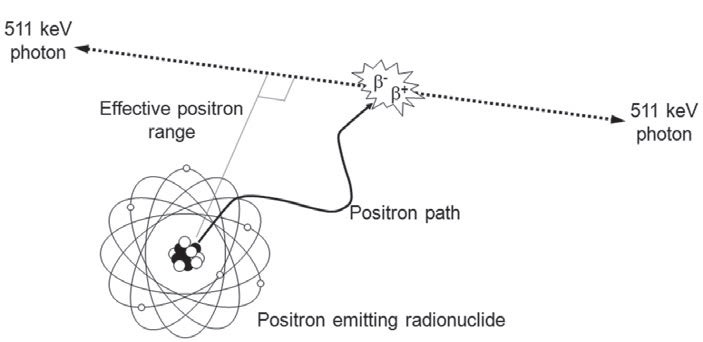 511 keV
photon
β-
β+
Effective positron
range
511 keV
photon
Positron path
Positron emitting radionuclide